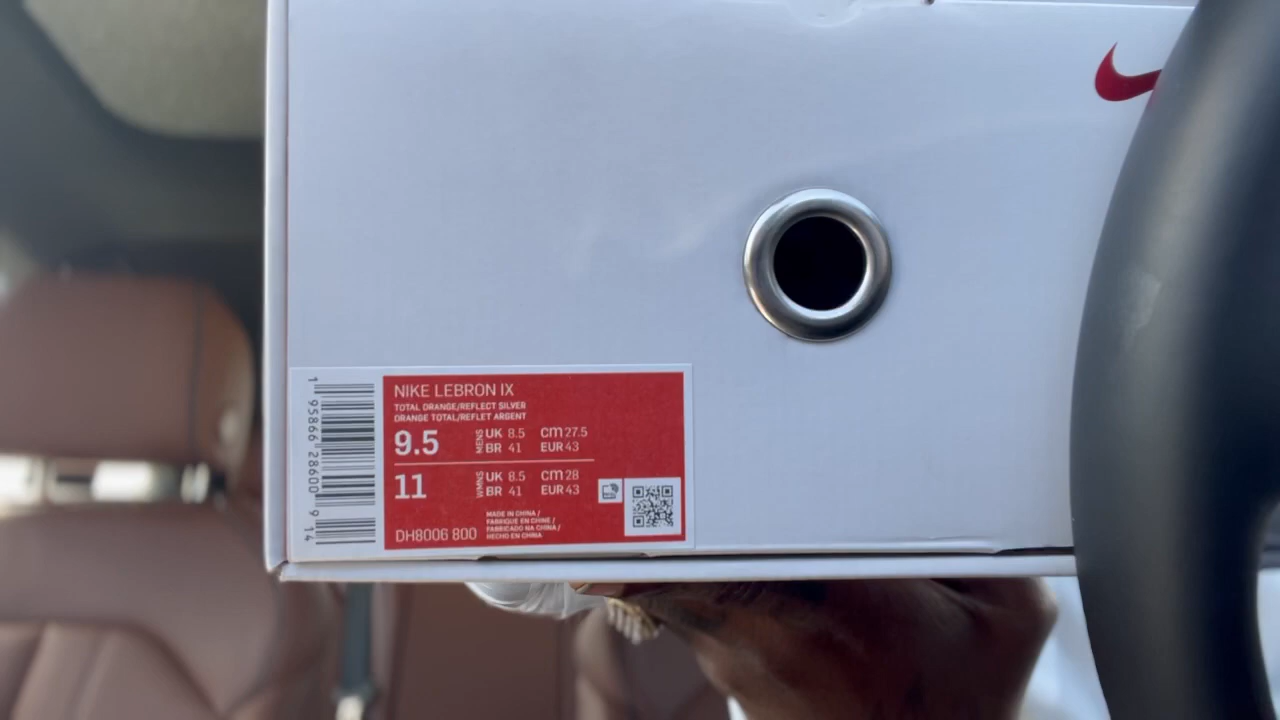 NIKE LEBRON IX
TOTAL ORANGE/REFLECT SILVER
ORANGE TOTAL/REFLET ARGENT
9.5 MENS UK 8.5 CM 27.5
BR 41 EUR 43
11 WMNS UK 8.5 CM 28
BR 41 EUR 43
DH8006 800
MADE IN CHINA /
FABRIQUE EN CHINE /
FABRICADO NA CHINA /
HECHO EN CHINA
1 95866 28600 9 14